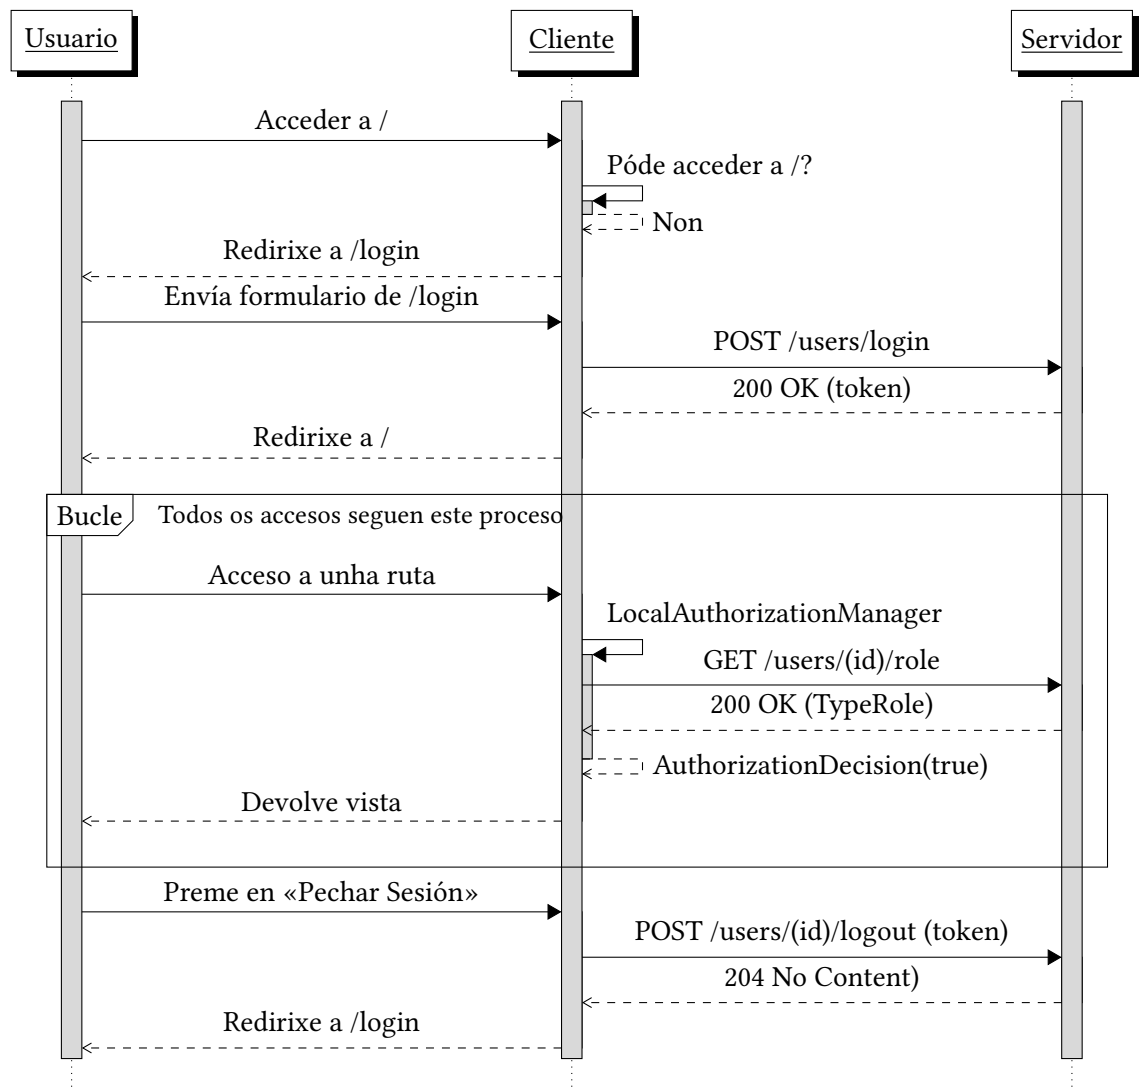 Usuario
Cliente
Servidor
Acceder a /
Póde acceder a /?
Non
Redirixe a /login
Envía formulario de /login
POST /users/login
200 OK (token)
Redirixe a /
Bucle
Todos os accesos seguen este proceso
Acceso a unha ruta
LocalAuthorizationManager
GET /users/(id)/role
200 OK (TypeRole)
AuthorizationDecision(true)
Devolve vista
Preme en «Pechar Sesión»
POST /users/(id)/logout (token)
204 No Content)
Redirixe a /login